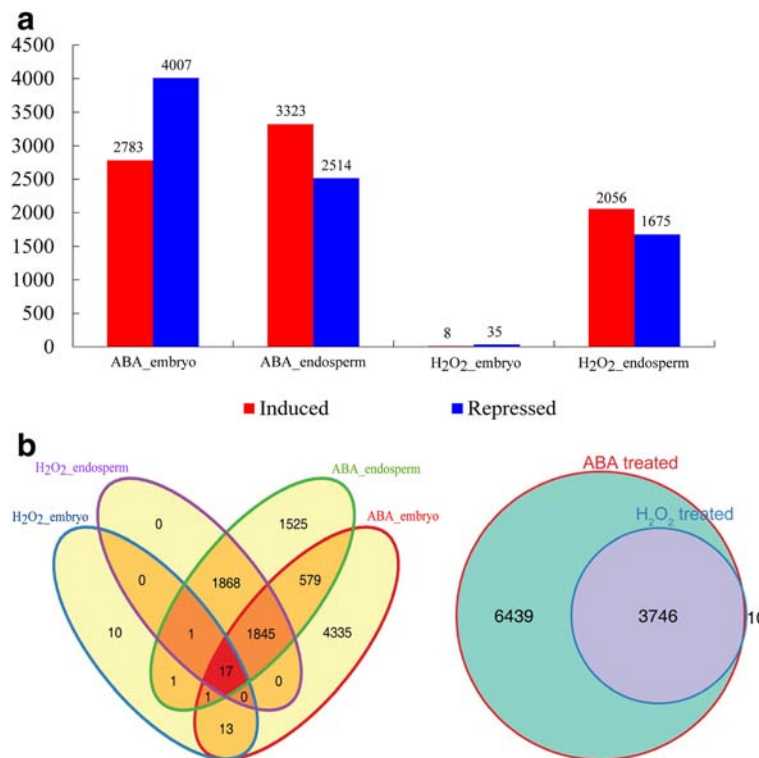 a
4500
4000
3500
3000
2500
2000
1500
1000
500
0
2783
4007
3323
2514
8
35
2056
1675
ABA_embryo
ABA_endosperm
H2O2_embryo
H2O2_endosperm
Induced
Repressed
b
H2O2_endosperm
ABA_endosperm
H2O2_embryo
ABA_embryo
0
1525
0
1868
579
10
1
1845
4335
17
1
1
0
0
13
ABA treated
H2O2 treated
6439
3746